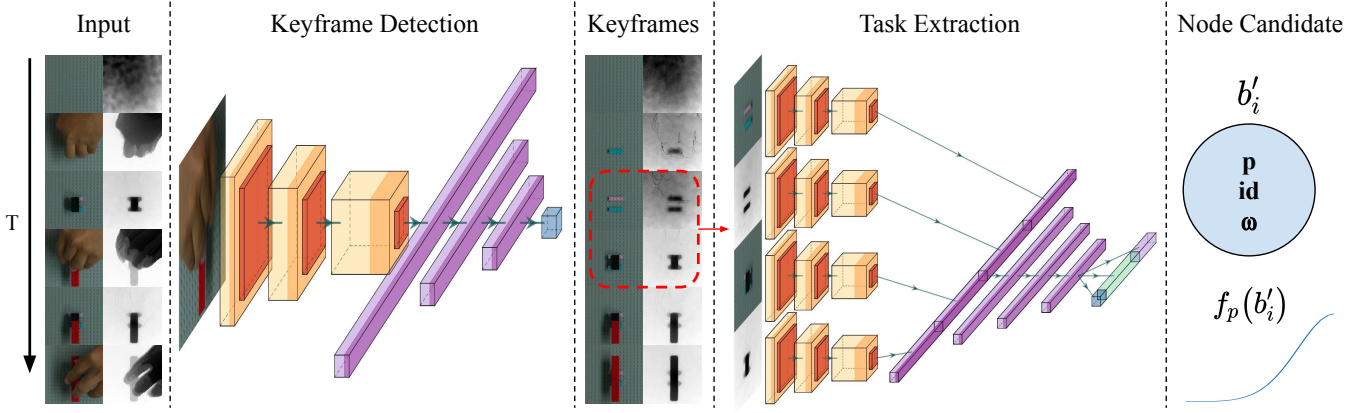 Input
Keyframe Detection
Keyframes
Task Extraction
Node Candidate
T
b′ᵢ
p
id
ω
fₚ(b′ᵢ)